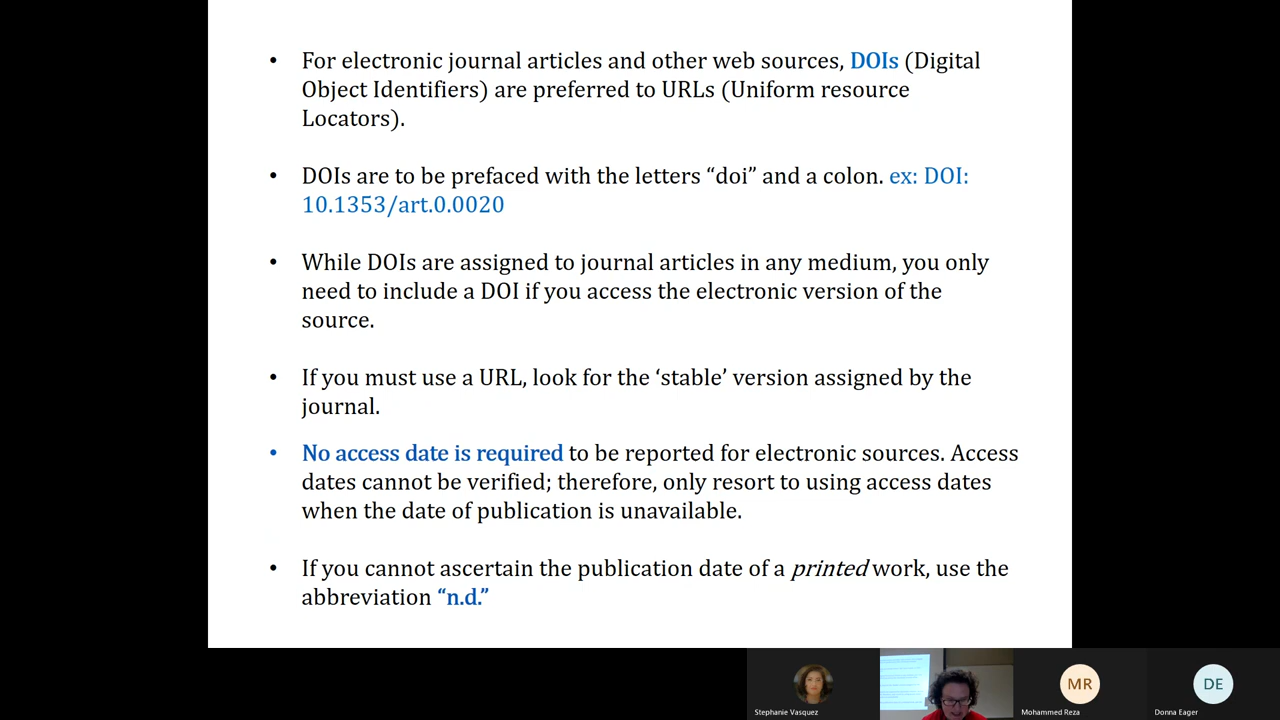 • For electronic journal articles and other web sources, DOIs (Digital
Object Identifiers) are preferred to URLs (Uniform resource
Locators).
• DOIs are to be prefaced with the letters “doi” and a colon. ex: DOI:
10.1353/art.0.0020
• While DOIs are assigned to journal articles in any medium, you only
need to include a DOI if you access the electronic version of the
source.
• If you must use a URL, look for the ‘stable’ version assigned by the
journal.
• No access date is required to be reported for electronic sources. Access
dates cannot be verified; therefore, only resort to using access dates
when the date of publication is unavailable.
• If you cannot ascertain the publication date of a printed work, use the
abbreviation “n.d.”
MR
DE
Stephanie Vasquez
Mohammed Reza
Donna Eager